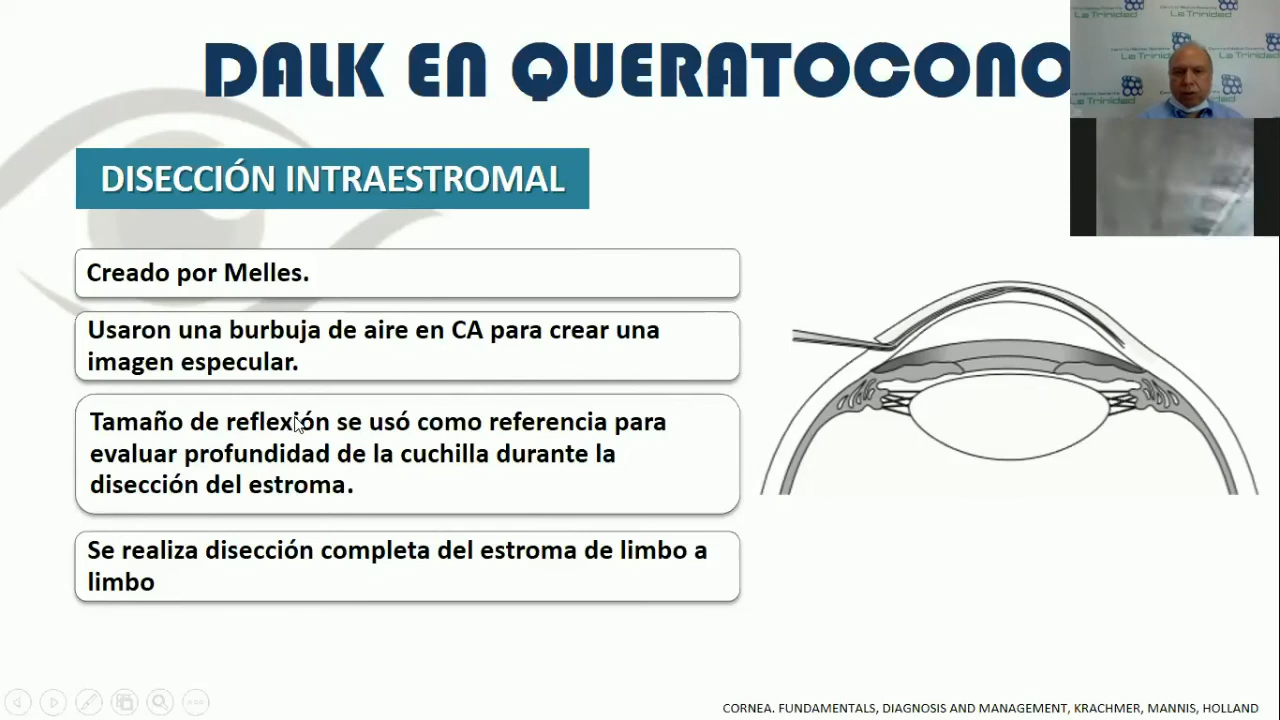 DALK EN QUERATOCONO
DISECCIÓN INTRAESTROMAL
Creado por Melles.
Usaron una burbuja de aire en CA para crear una
imagen especular.
Tamaño de reflexión se usó como referencia para
evaluar profundidad de la cuchilla durante la
disección del estroma.
Se realiza disección completa del estroma de limbo a
limbo
CORNEA. FUNDAMENTALS, DIAGNOSIS AND MANAGEMENT, KRACHMER, MANNIS, HOLLAND
La Trinidad
La Trinidad
La Trinidad
La Trinidad
La Trinidad